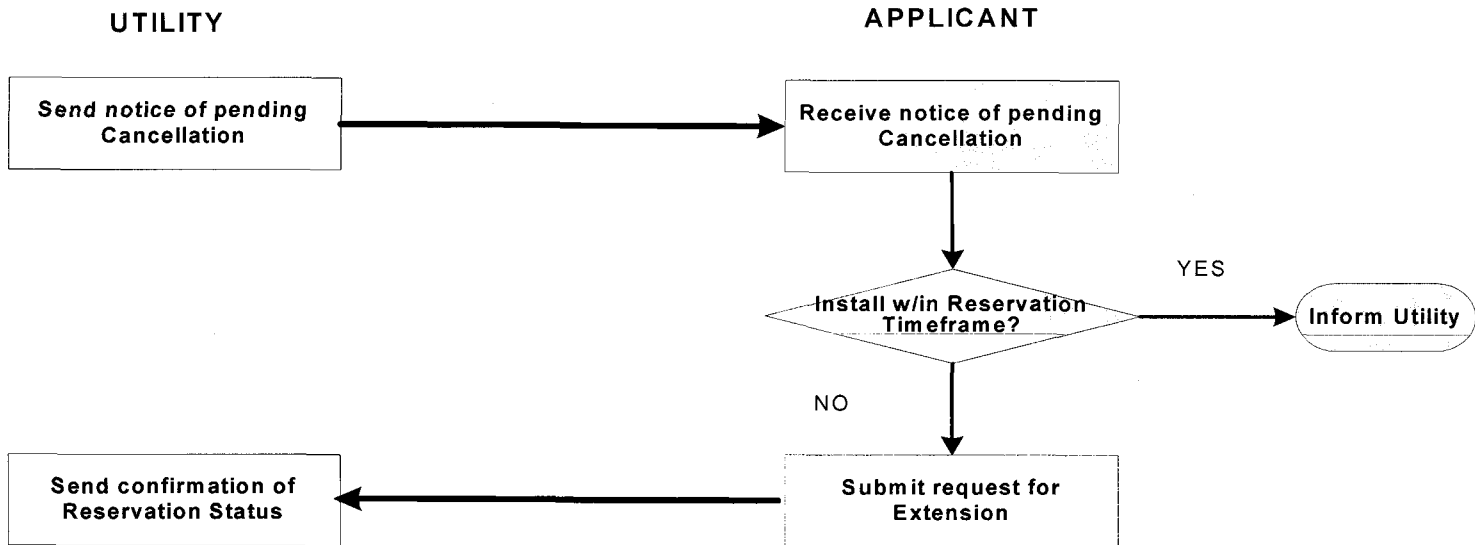 UTILITY
APPLICANT
Send notice of pending
Cancellation
Receive notice of pending
Cancellation
Install w/in Reservation
Timeframe?
YES
Inform Utility
NO
Submit request for
Extension
Send confirmation of
Reservation Status